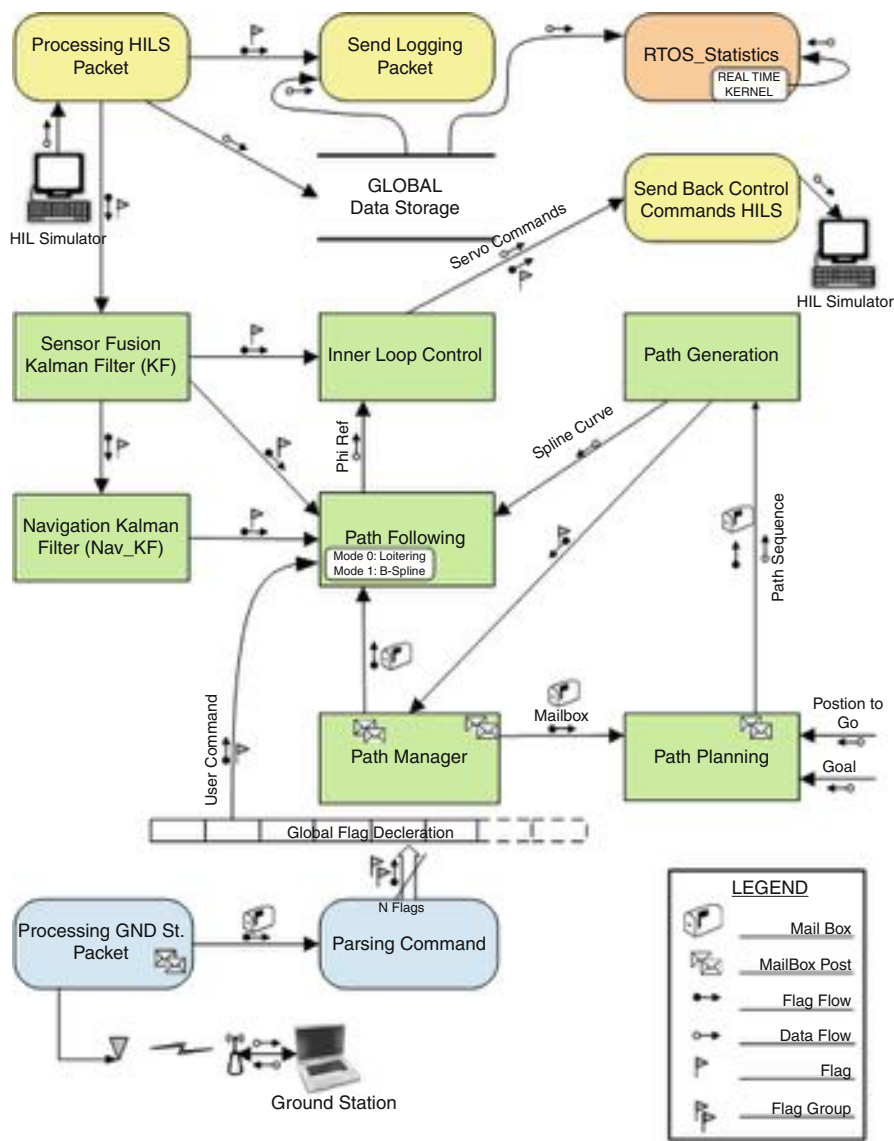 Processing HILS
Packet
Send Logging
Packet
RTOS_Statistics
REAL TIME
KERNEL
HIL Simulator
GLOBAL
Data Storage
Send Back Control
Commands HILS
HIL Simulator
Servo Commands
Sensor Fusion
Kalman Filter (KF)
Inner Loop Control
Path Generation
Phi Ref
Spline Curve
Navigation Kalman
Filter (Nav_KF)
Path Following
Mode 0: Loitering
Mode 1: B-Spline
Path Sequence
User Command
Path Manager
Mailbox
Path Planning
Postion to
Go
Goal
Global Flag Decleration
N Flags
Processing GND St.
Packet
Parsing Command
Ground Station
LEGEND
Mail Box
MailBox Post
Flag Flow
Data Flow
Flag
Flag Group